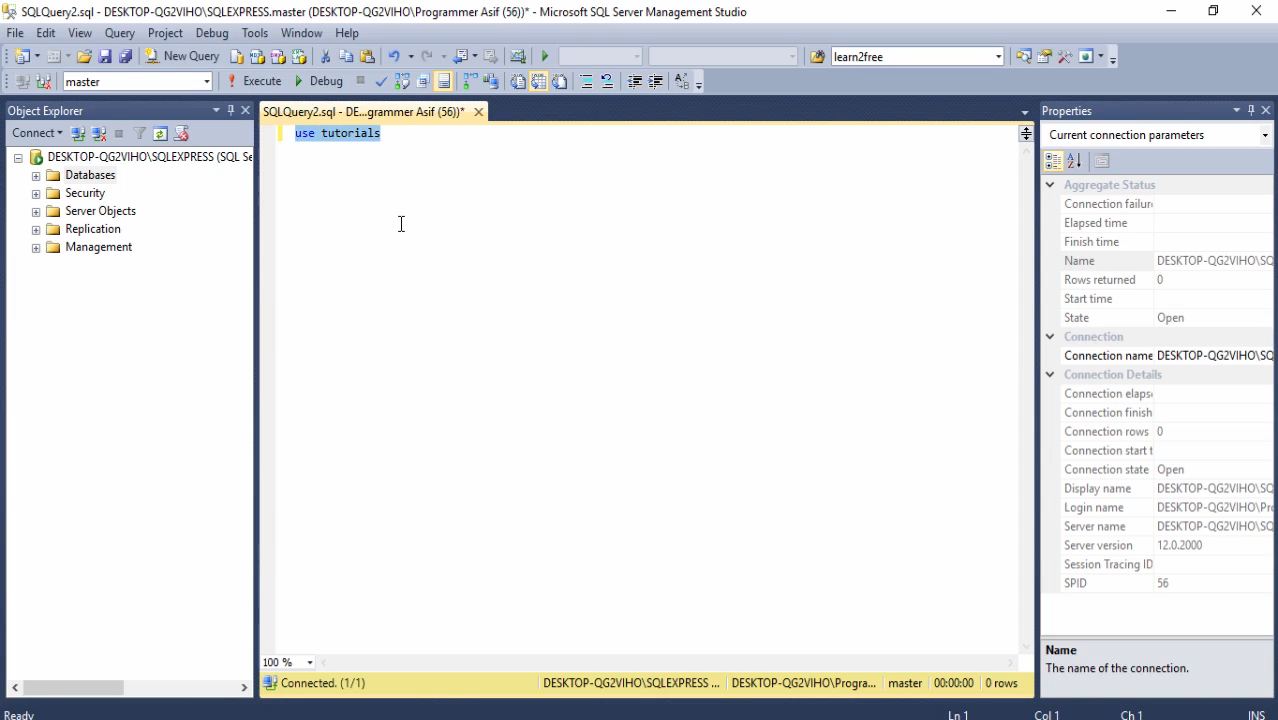 SQLQuery2.sql - DESKTOP-QG2VIHO\SQLEXPRESS.master (DESKTOP-QG2VIHO\Programmer Asif (56))* - Microsoft SQL Server Management Studio
File Edit View Query Project Debug Tools Window Help
New Query learn2free
master Execute Debug
Object Explorer
Connect
DESKTOP-QG2VIHO\SQLEXPRESS (SQL Se
Databases
Security
Server Objects
Replication
Management
SQLQuery2.sql - DE...grammer Asif (56))*
use tutorials
100 %
Connected. (1/1) DESKTOP-QG2VIHO\SQLEXPRESS ... DESKTOP-QG2VIHO\Progra... master 00:00:00 0 rows
Properties
Current connection parameters
Aggregate Status
Connection failur
Elapsed time
Finish time
Name DESKTOP-QG2VIHO\SQ
Rows returned 0
Start time
State Open
Connection
Connection name DESKTOP-QG2VIHO\SQ
Connection Details
Connection elaps
Connection finish
Connection rows 0
Connection start t
Connection state Open
Display name DESKTOP-QG2VIHO\SQ
Login name DESKTOP-QG2VIHO\Pr
Server name DESKTOP-QG2VIHO\SQ
Server version 12.0.2000
Session Tracing ID
SPID 56
Name
The name of the connection.
Ready Ln 1 Col 1 Ch 1 INS